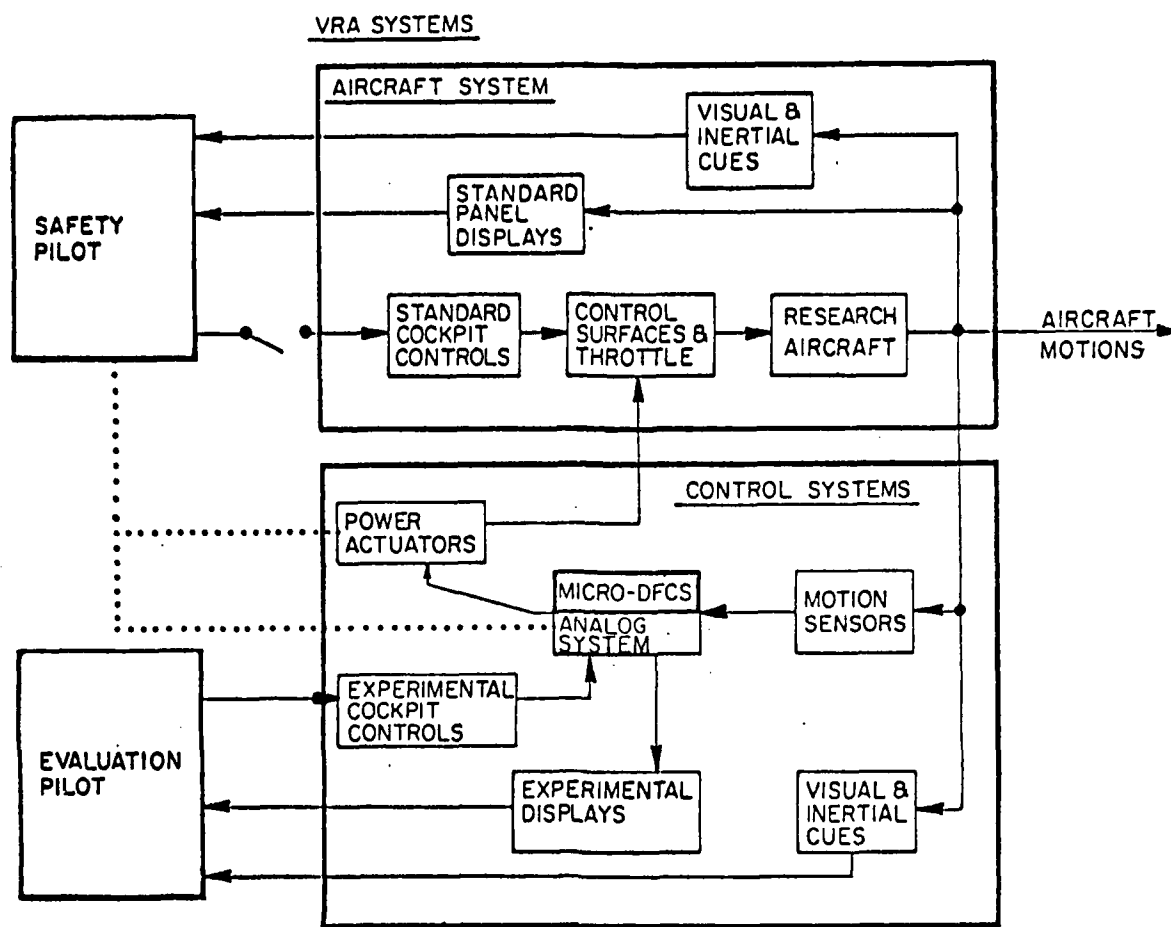 VRA SYSTEMS
AIRCRAFT SYSTEM
VISUAL &
INERTIAL
CUES
STANDARD
PANEL
DISPLAYS
SAFETY
PILOT
STANDARD
COCKPIT
CONTROLS
CONTROL
SURFACES &
THROTTLE
RESEARCH
AIRCRAFT
AIRCRAFT
MOTIONS
CONTROL SYSTEMS
POWER
ACTUATORS
MICRO-DFCS
ANALOG
SYSTEM
MOTION
SENSORS
EXPERIMENTAL
COCKPIT
CONTROLS
EVALUATION
PILOT
EXPERIMENTAL
DISPLAYS
VISUAL &
INERTIAL
CUES